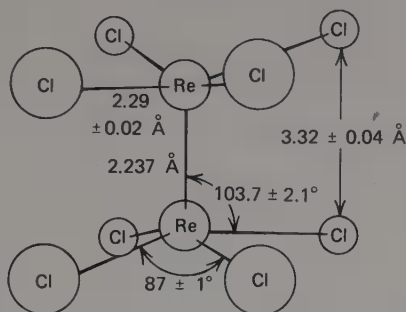 Cl Cl
Cl Re Cl
2.29
±0.02 Å
3.32 ± 0.04 Å
2.237 Å
103.7 ± 2.1°
Cl Re Cl
Cl Cl
87 ± 1°